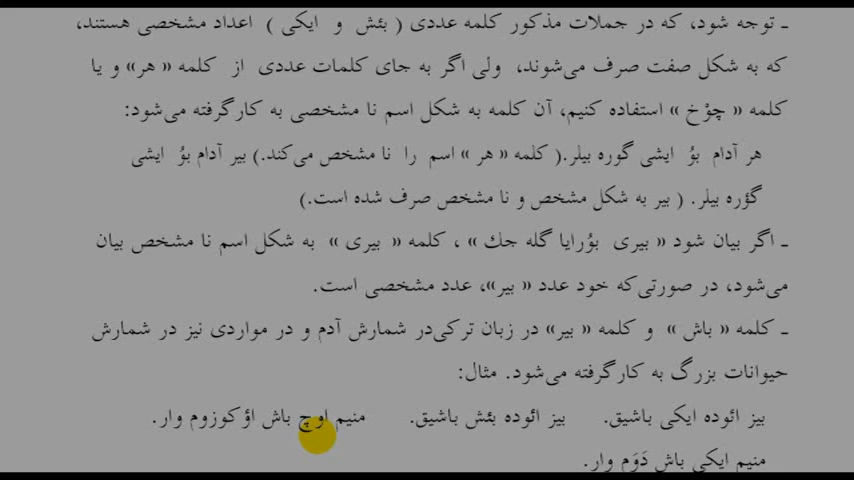 ـ توجه شود، که در جملات مذکور کلمه عددی ( بئش و ایکی ) اعداد مشخصی هستند،
که به شکل صفت صرف می‌شوند، ولی اگر به جای کلمات عددی از کلمه « هر» و یا
کلمه « چوْخ » استفاده کنیم، آن کلمه به شکل اسم نا مشخصی به کارگرفته می‌شود:
هر آدام بوُ ایشی گوره بیلر.( کلمه « هر » اسم را نا مشخص می‌کند.) بیر آدام بوُ ایشی
گؤره بیلر. ( بیر به شکل مشخص و نا مشخص صرف شده است.)
ـ اگر بیان شود « بیری بوُرایا گله جك » ، کلمه « بیری » به شکل اسم نا مشخص بیان
می‌شود، در صورتی‌که خود عدد « بیر»، عدد مشخصی است.
ـ کلمه « باش » و کلمه « بیر» در زبان ترکی‌در شمارش آدم و در مواردی نیز در شمارش
حیوانات بزرگ به کارگرفته می‌شود. مثال:
بیز ائوده ایکی باشیق. بیز ائوده بئش باشیق. منیم اوچ باش اؤکوزوم وار.
منیم ایکی باش دَوَم وار.